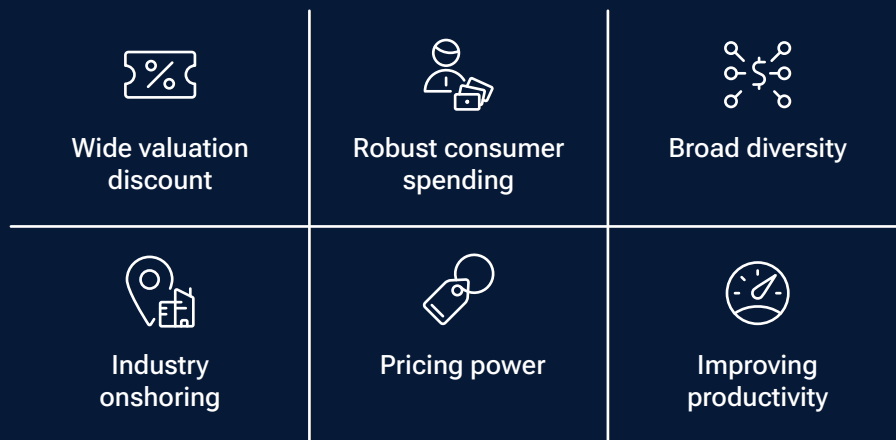 Wide valuation
discount
Robust consumer
spending
Broad diversity
Industry
onshoring
Pricing power
Improving
productivity